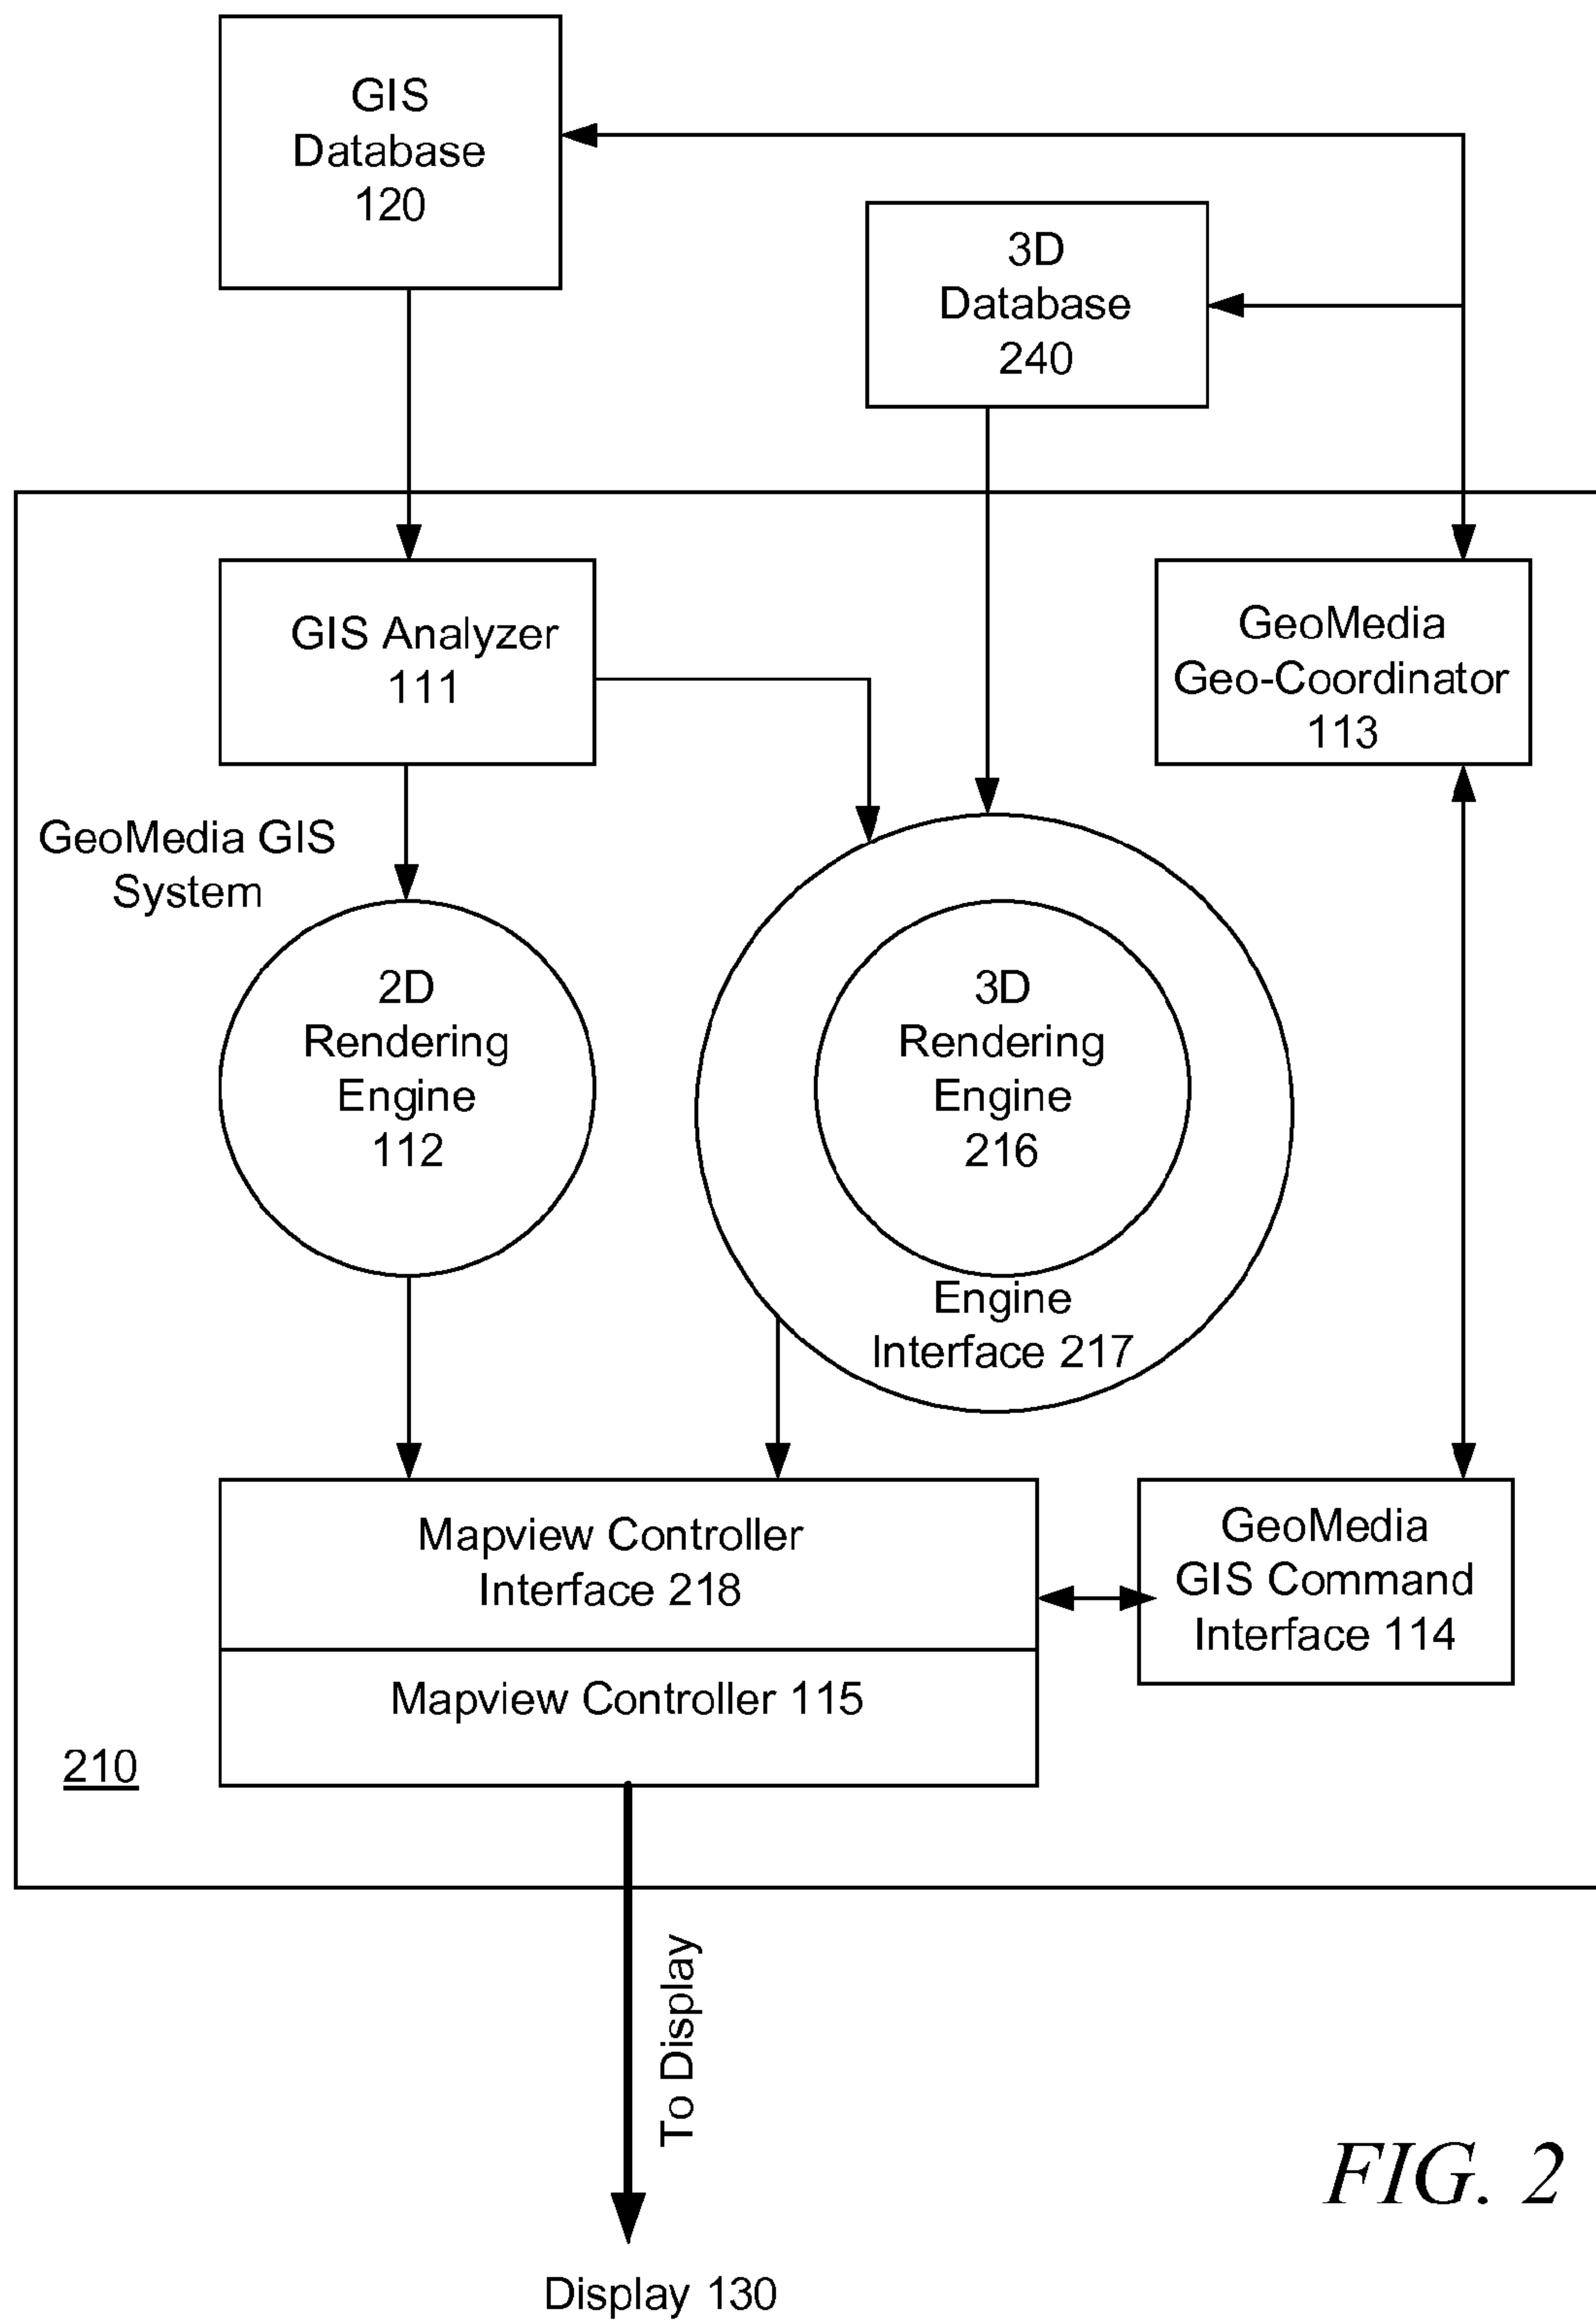 GIS
Database
120
3D
Database
240
GIS Analyzer
111
GeoMedia
Geo-Coordinator
113
GeoMedia GIS
System
2D
Rendering
Engine
112
3D
Rendering
Engine
216
Engine
Interface 217
Mapview Controller
Interface 218
GeoMedia
GIS Command
Interface 114
Mapview Controller 115
210
To Display
FIG. 2
Display 130